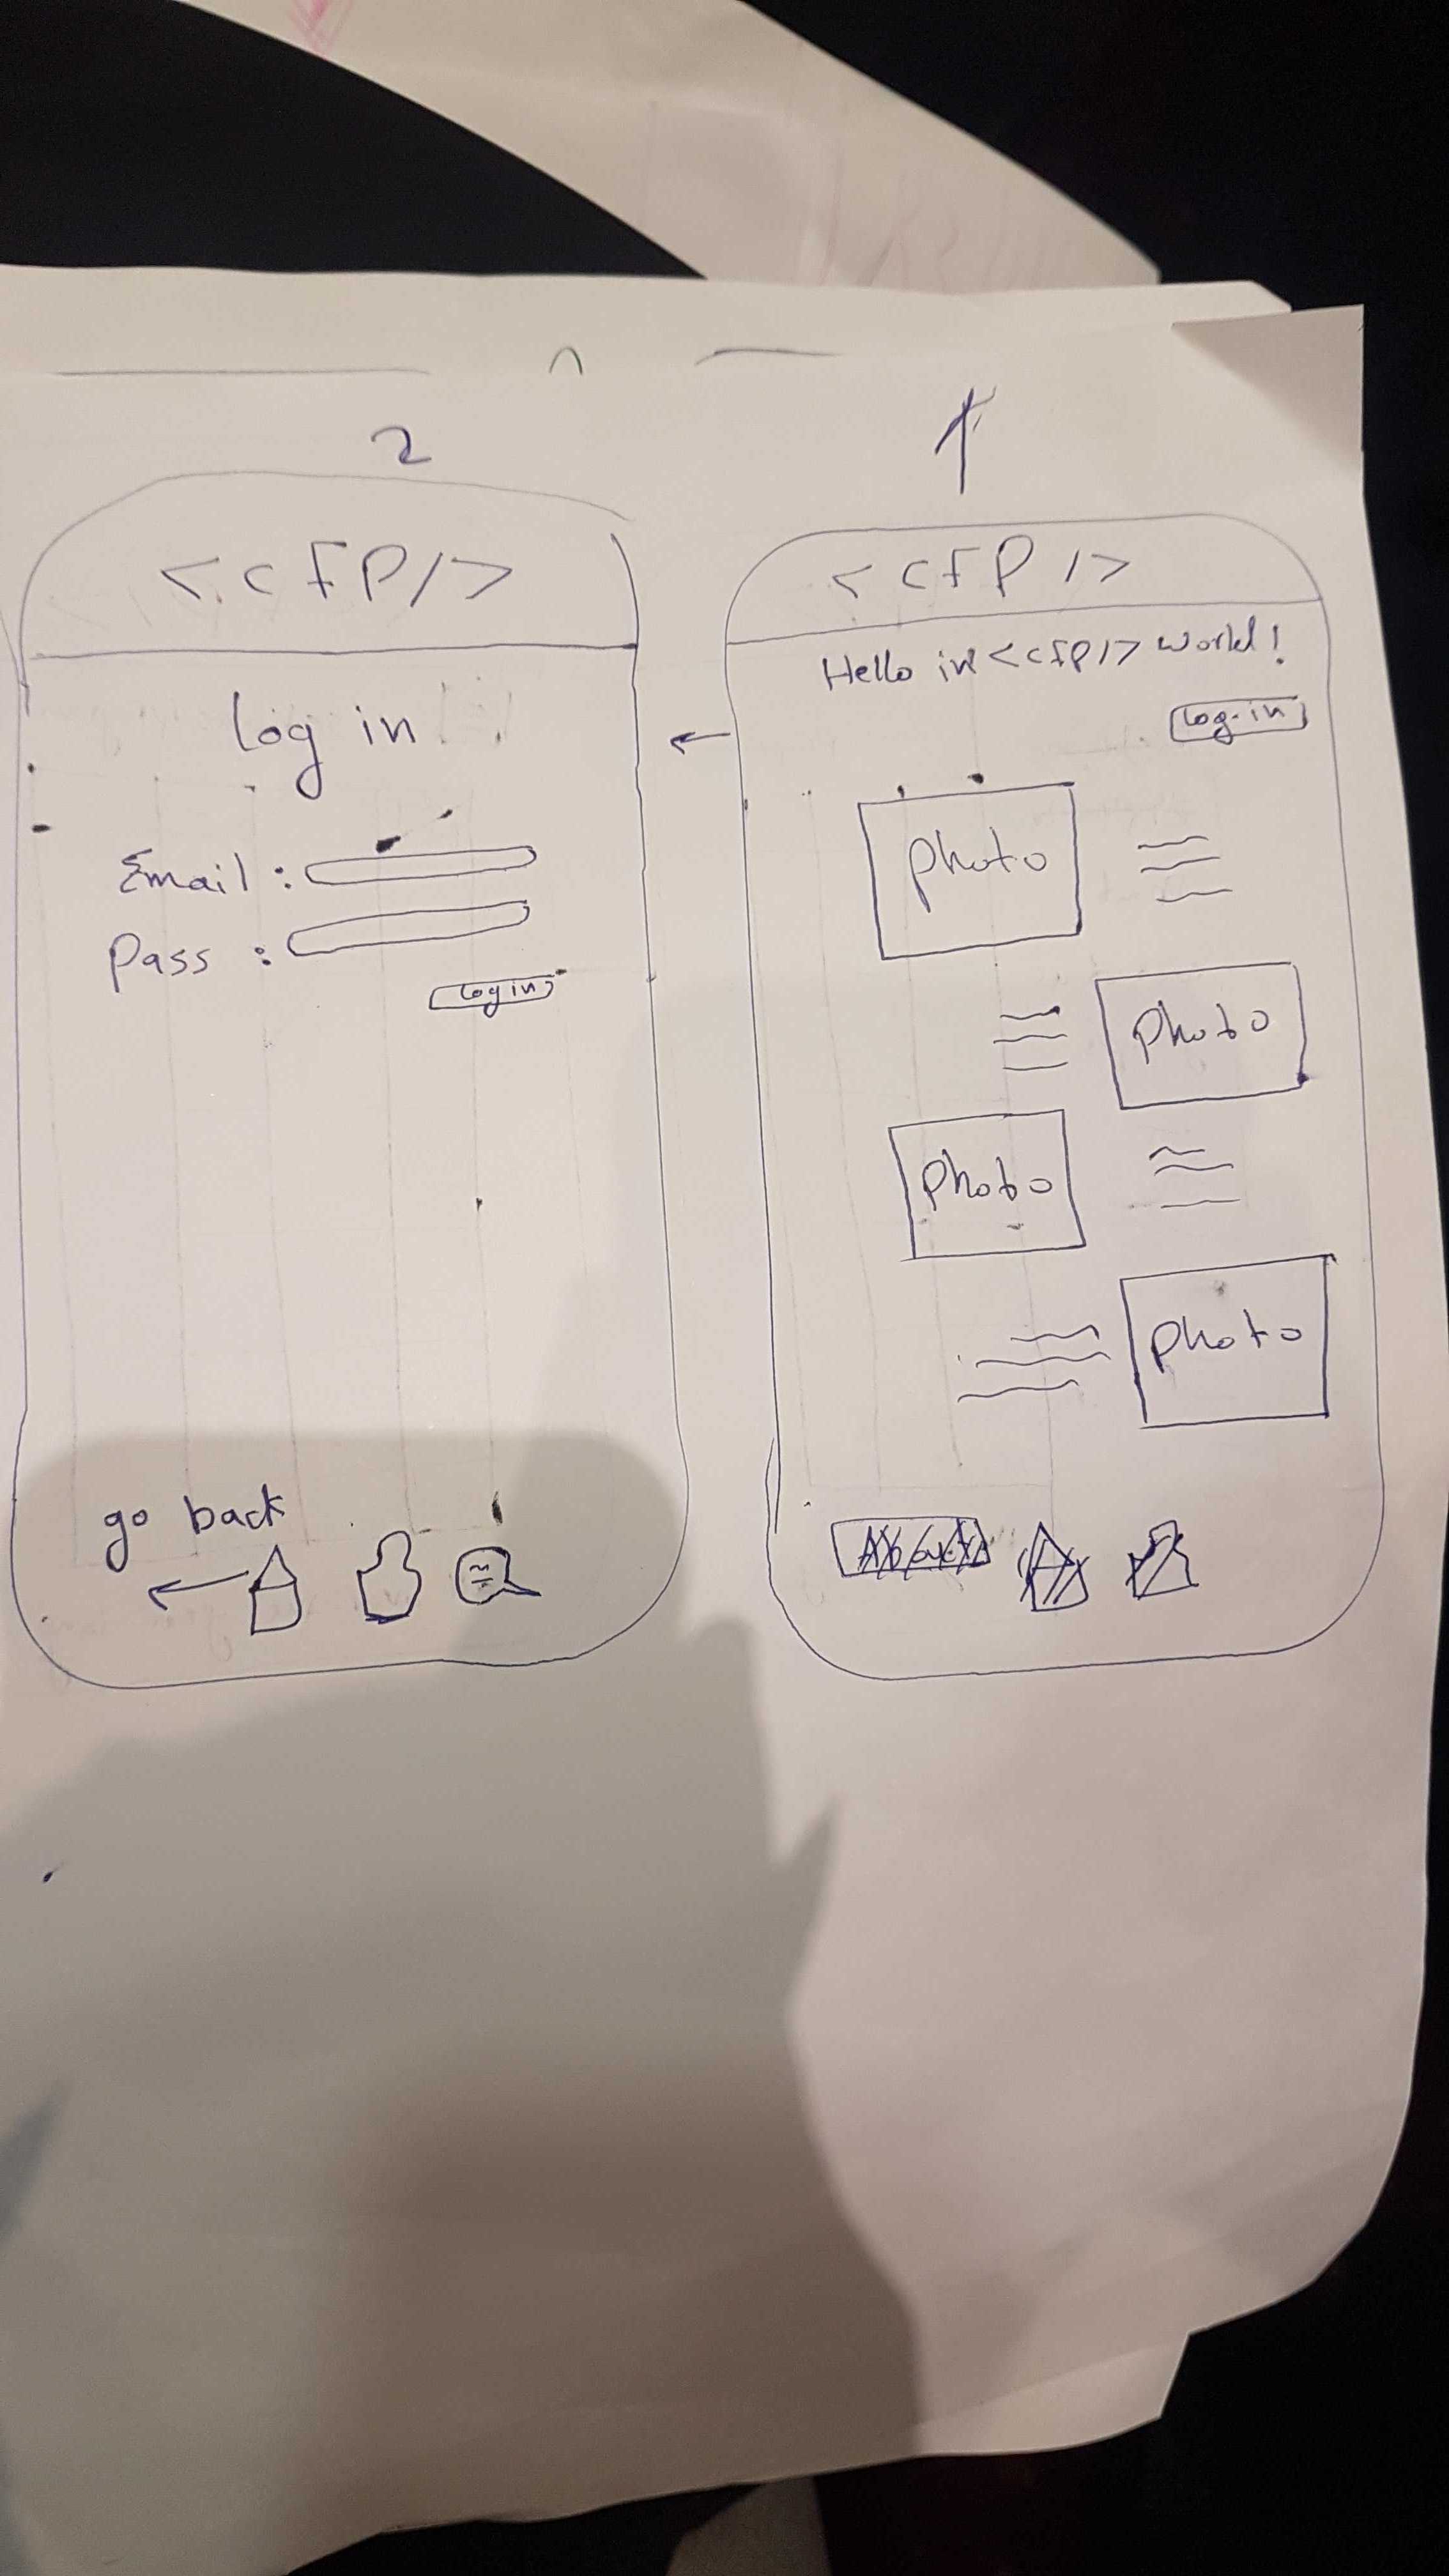 2
<cfp/>
log in
Email :
Pass :
log in
go back
1
<cfp/>
Hello in <cfp/> world!
log-in
photo
photo
photo
photo